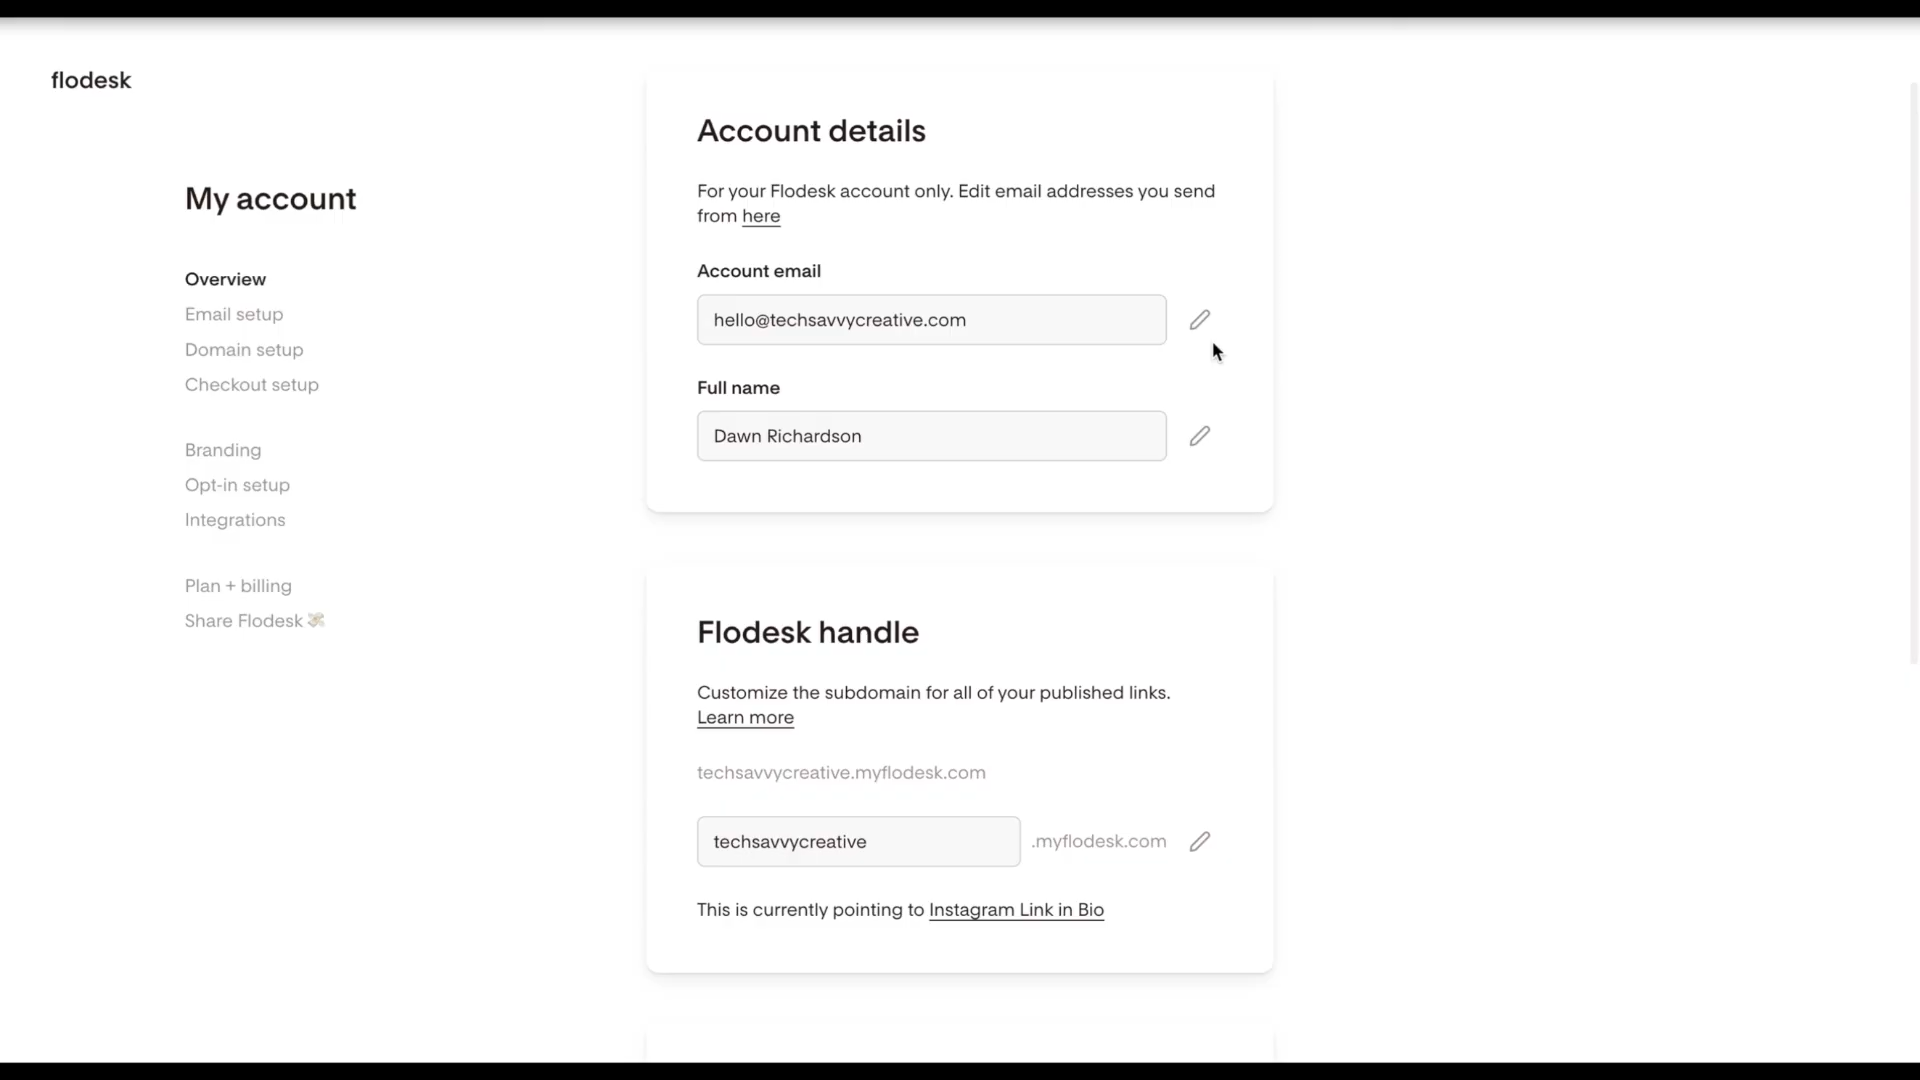 flodesk
My account
Overview
Email setup
Domain setup
Checkout setup
Branding
Opt-in setup
Integrations
Plan + billing
Share Flodesk 💸
Account details
For your Flodesk account only. Edit email addresses you send
from here
Account email
hello@techsavvycreative.com
Full name
Dawn Richardson
Flodesk handle
Customize the subdomain for all of your published links.
Learn more
techsavvycreative.myflodesk.com
techsavvycreative .myflodesk.com
This is currently pointing to Instagram Link in Bio